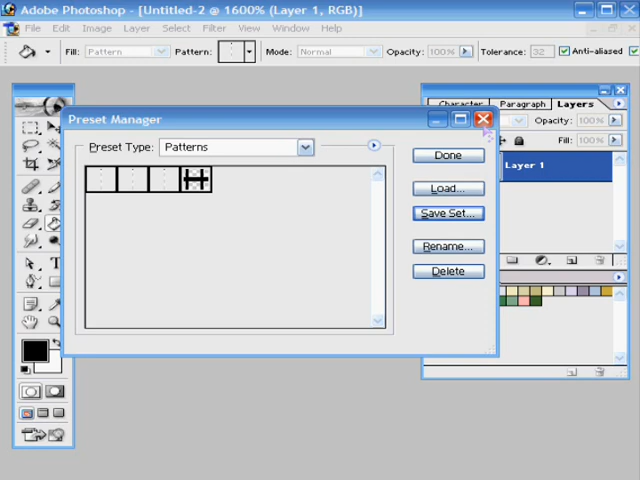 Adobe Photoshop - [Untitled-2 @ 1600% (Layer 1, RGB)]
File Edit Image Layer Select Filter View Window Help
Fill: Pattern Pattern: Mode: Normal Opacity: 100% Tolerance: 32 Anti-aliased
Character Paragraph Layers
Preset Manager
Opacity: 100%
Preset Type: Patterns
Fill: 100%
Done
Layer 1
Load...
Save Set...
Rename...
Delete